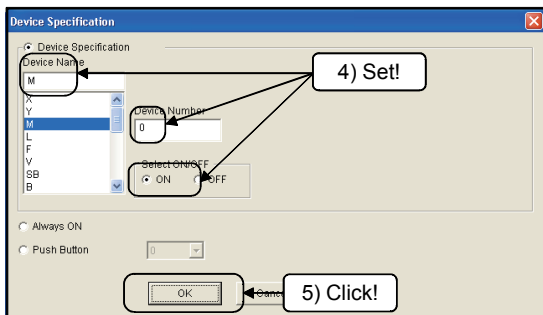 Device Specification
Device Specification
Device Name
M
X
Y
M
L
F
V
SB
B
Device Number
0
Select ON/OFF
ON OFF
4) Set!
Always ON
Push Button 0
OK
5) Click!